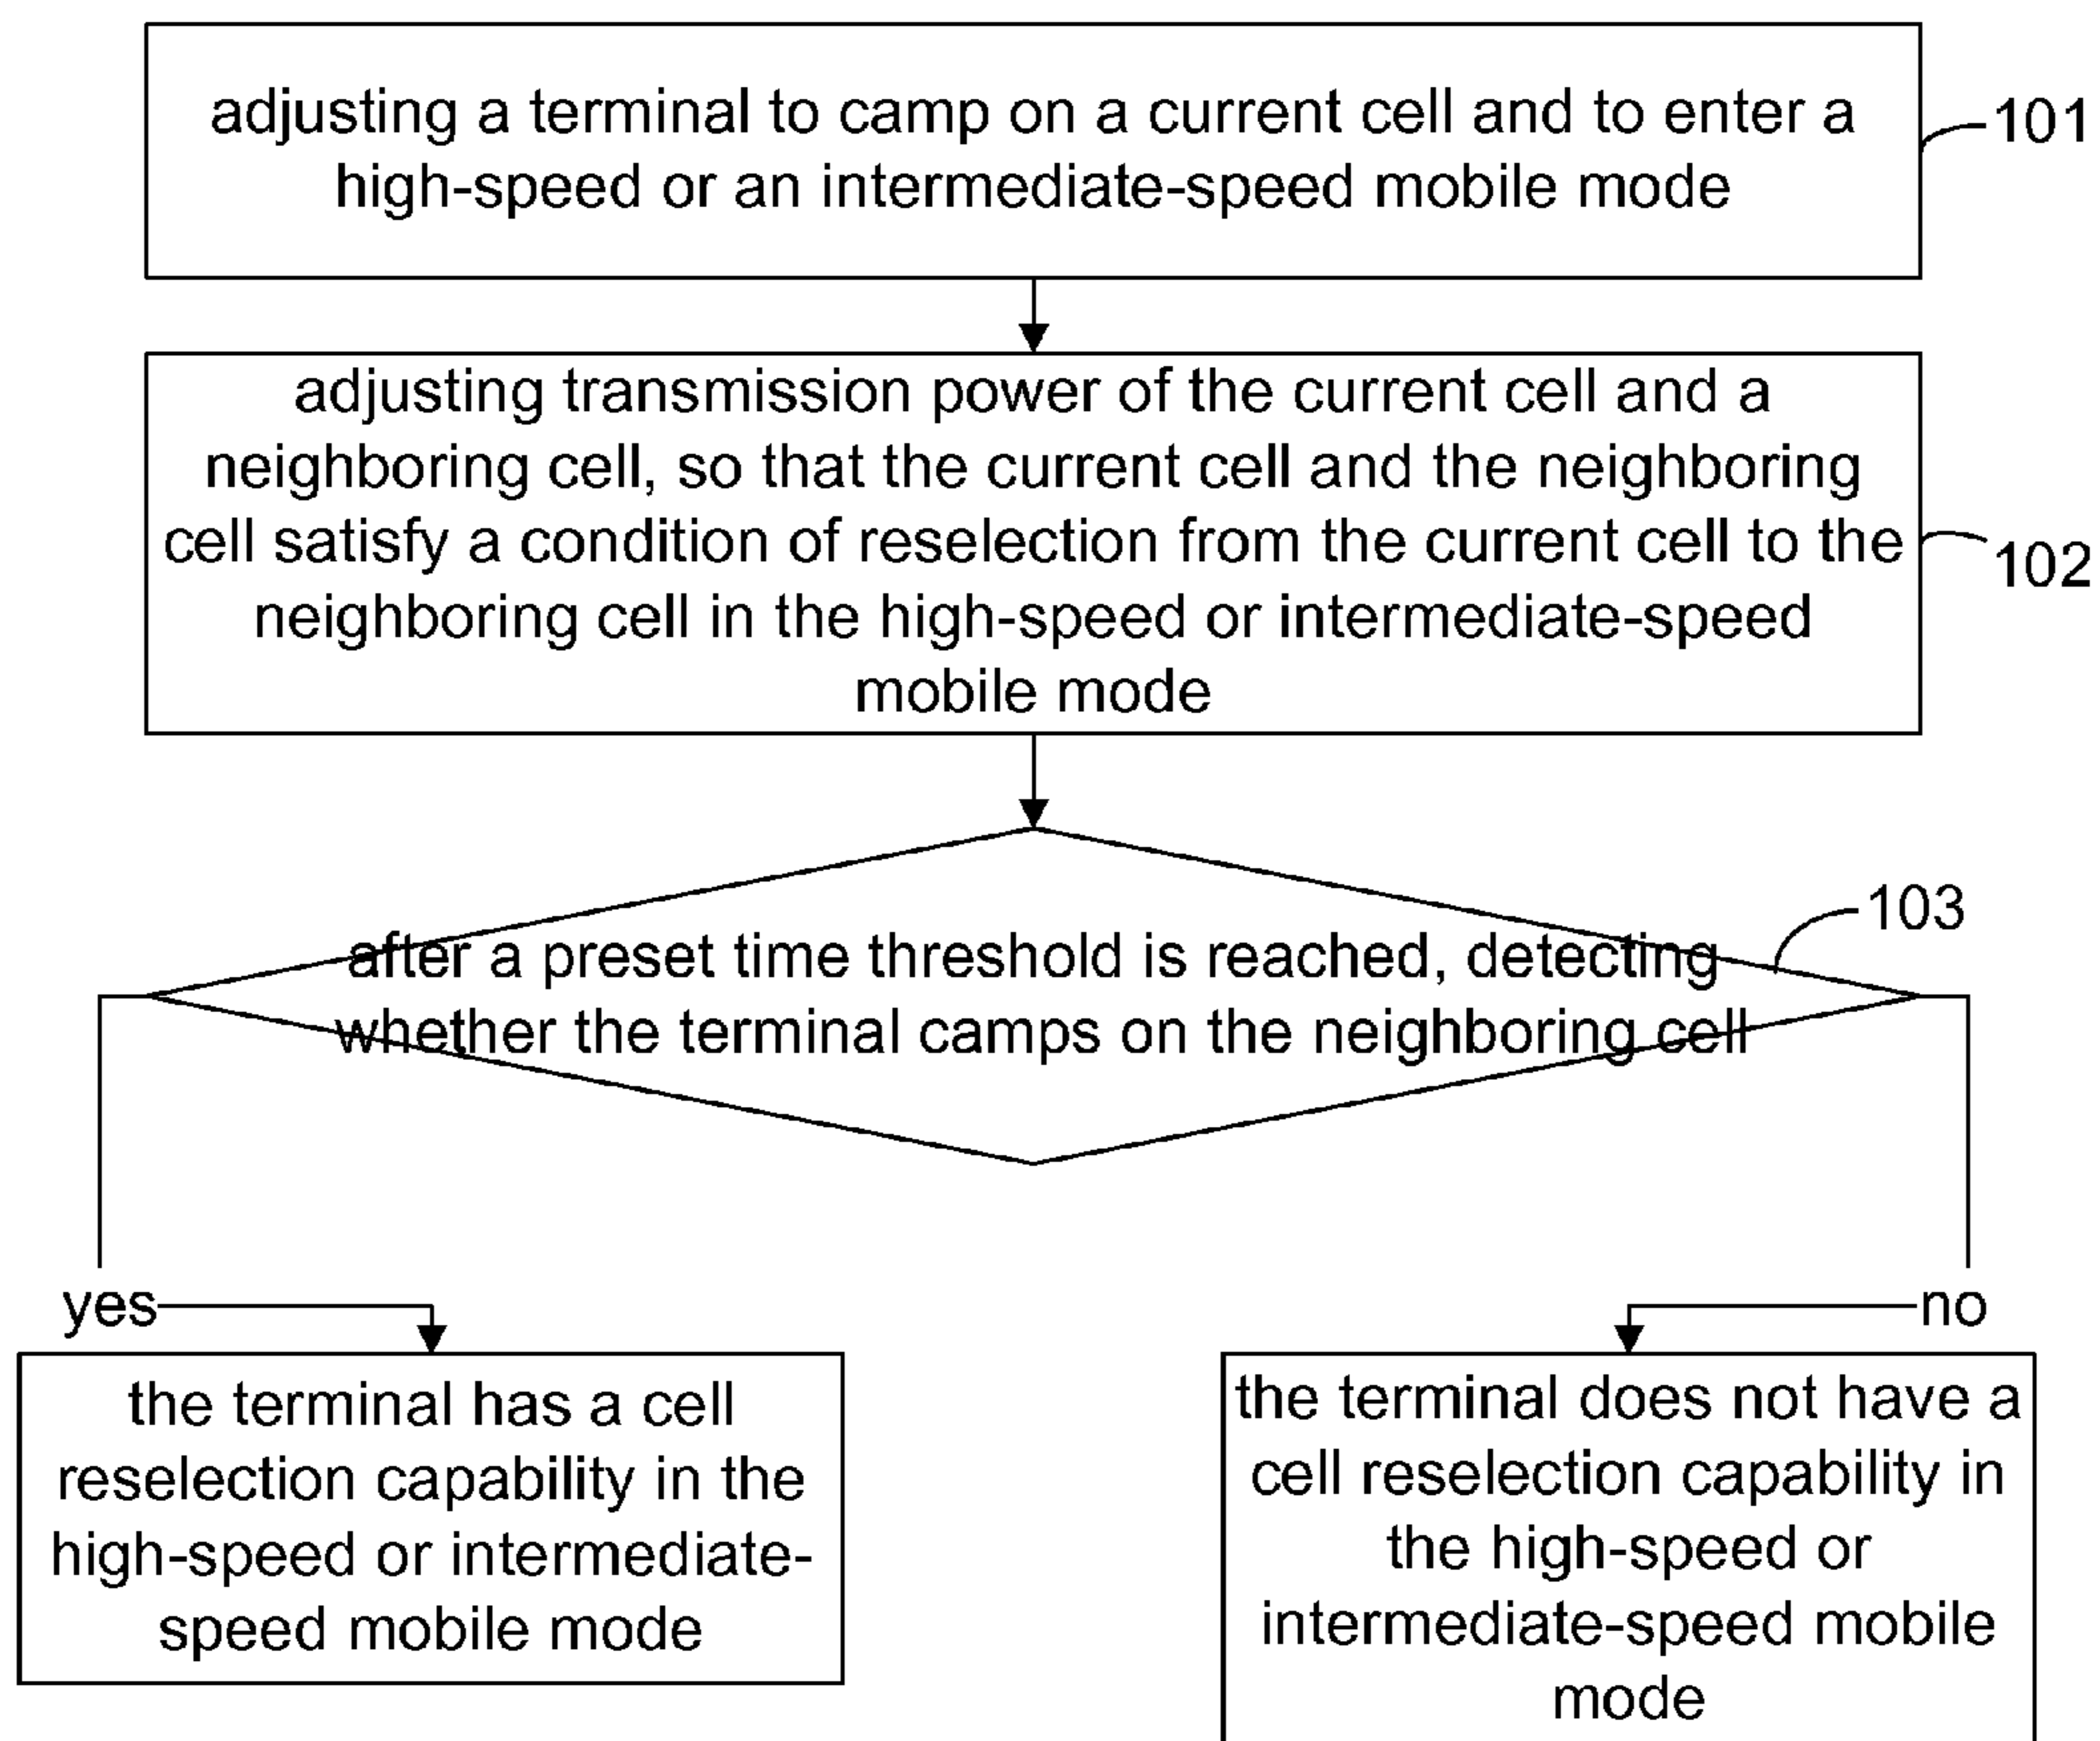 adjusting a terminal to camp on a current cell and to enter a
high-speed or an intermediate-speed mobile mode
101
adjusting transmission power of the current cell and a
neighboring cell, so that the current cell and the neighboring
cell satisfy a condition of reselection from the current cell to the
neighboring cell in the high-speed or intermediate-speed
mobile mode
102
103
after a preset time threshold is reached, detecting
whether the terminal camps on the neighboring cell
yes
no
the terminal has a cell
reselection capability in the
high-speed or intermediate-
speed mobile mode
the terminal does not have a
cell reselection capability in
the high-speed or
intermediate-speed mobile
mode